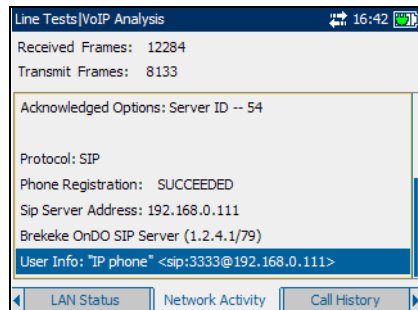 Line Tests|VoIP Analysis 16:42
Received Frames: 12284
Transmit Frames: 8133
Acknowledged Options: Server ID -- 54
Protocol: SIP
Phone Registration: SUCCEEDED
Sip Server Address: 192.168.0.111
Brekeke OnDO SIP Server (1.2.4.1/79)
User Info: "IP phone" <sip:3333@192.168.0.111>
LAN Status Network Activity Call History